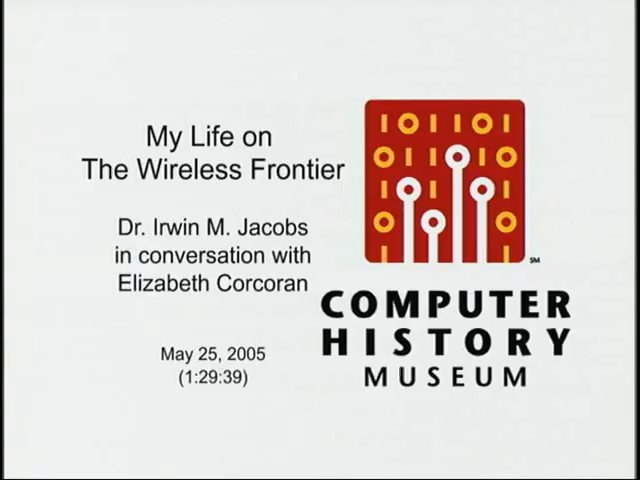 My Life on
The Wireless Frontier
Dr. Irwin M. Jacobs
in conversation with
Elizabeth Corcoran
May 25, 2005
(1:29:39)
SM
COMPUTER
HISTORY
MUSEUM